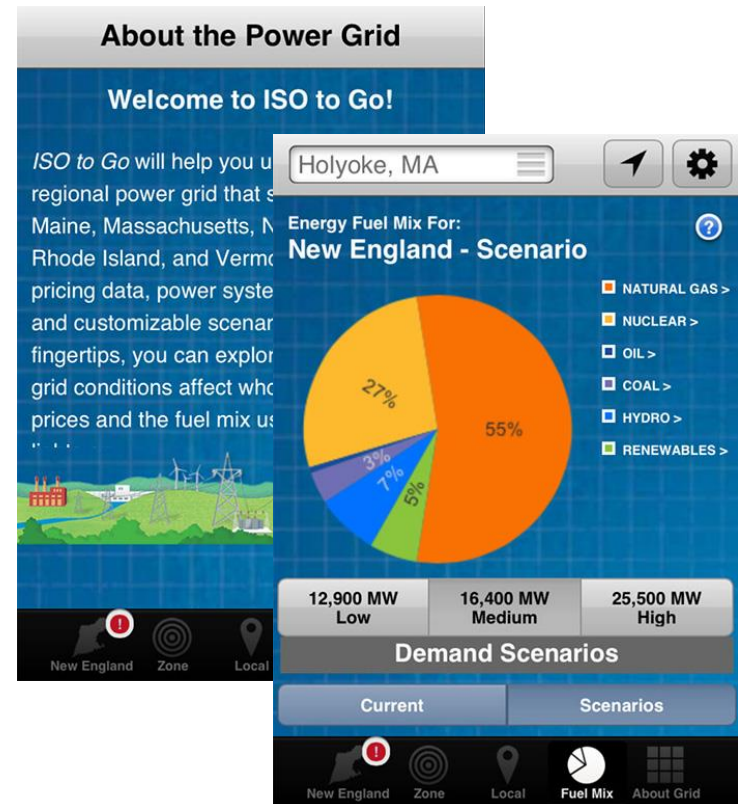 About the Power Grid
Welcome to ISO to Go!
ISO to Go will help you u
regional power grid that s
Maine, Massachusetts, N
Rhode Island, and Vermo
pricing data, power syste
and customizable scenar
fingertips, you can explor
grid conditions affect who
prices and the fuel mix us
New England
Zone
Local
Holyoke, MA
Energy Fuel Mix For:
?
New England - Scenario
NATURAL GAS >
NUCLEAR >
OIL >
COAL >
HYDRO >
RENEWABLES >
27%
55%
3%
7%
5%
12,900 MW
Low
16,400 MW
Medium
25,500 MW
High
Demand Scenarios
Current
Scenarios
New England
Zone
Local
Fuel Mix
About Grid